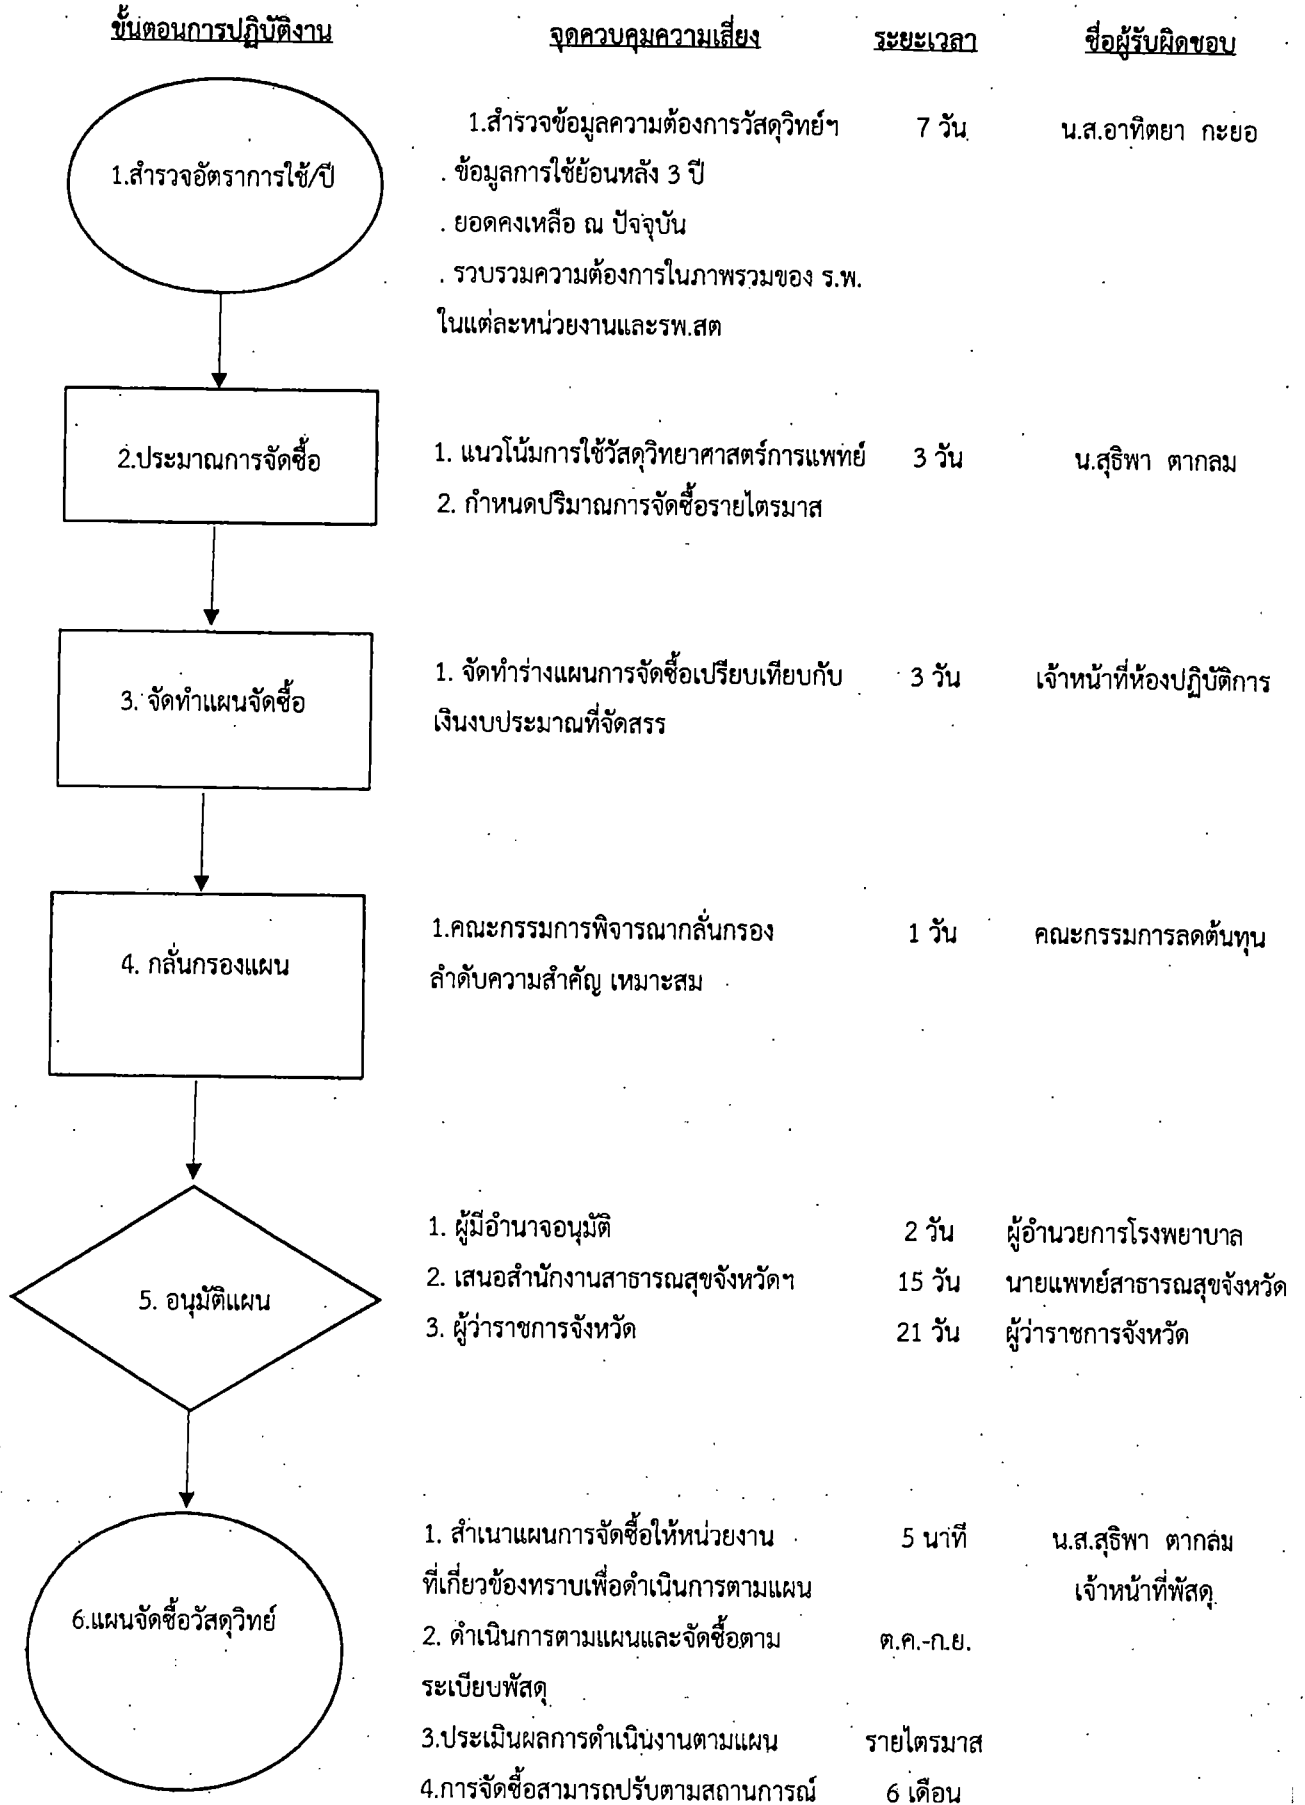 ขั้นตอนการปฏิบัติงาน จุดควบคุมความเสี่ยง ระยะเวลา ชื่อผู้รับผิดชอบ
1.สำรวจอัตราการใช้/ปี
1.สำรวจข้อมูลความต้องการวัสดุวิทย์ฯ 7 วัน น.ส.อาทิตยา กะยอ
. ข้อมูลการใช้ย้อนหลัง 3 ปี
. ยอดคงเหลือ ณ ปัจจุบัน
. รวบรวมความต้องการในภาพรวมของ ร.พ.
ในแต่ละหน่วยงานและรพ.สต
2.ประมาณการจัดซื้อ
1. แนวโน้มการใช้วัสดุวิทยาศาสตร์การแพทย์ 3 วัน น.สุธิพา ตากลม
2. กำหนดปริมาณการจัดซื้อรายไตรมาส
3. จัดทำแผนจัดซื้อ
1. จัดทำร่างแผนการจัดซื้อเปรียบเทียบกับ 3 วัน เจ้าหน้าที่ห้องปฏิบัติการ
เงินงบประมาณที่จัดสรร
4. กลั่นกรองแผน
1.คณะกรรมการพิจารณากลั่นกรอง 1 วัน คณะกรรมการลดต้นทุน
ลำดับความสำคัญ เหมาะสม
5. อนุมัติแผน
1. ผู้มีอำนาจอนุมัติ 2 วัน ผู้อำนวยการโรงพยาบาล
2. เสนอสำนักงานสาธารณสุขจังหวัดฯ 15 วัน นายแพทย์สาธารณสุขจังหวัด
3. ผู้ว่าราชการจังหวัด 21 วัน ผู้ว่าราชการจังหวัด
6.แผนจัดซื้อวัสดุวิทย์
1. สำเนาแผนการจัดซื้อให้หน่วยงาน 5 นาที น.ส.สุธิพา ตากลม
ที่เกี่ยวข้องทราบเพื่อดำเนินการตามแผน เจ้าหน้าที่พัสดุ
2. ดำเนินการตามแผนและจัดซื้อตาม ต.ค.-ก.ย.
ระเบียบพัสดุ
3.ประเมินผลการดำเนินงานตามแผน รายไตรมาส
4.การจัดซื้อสามารถปรับตามสถานการณ์ 6 เดือน